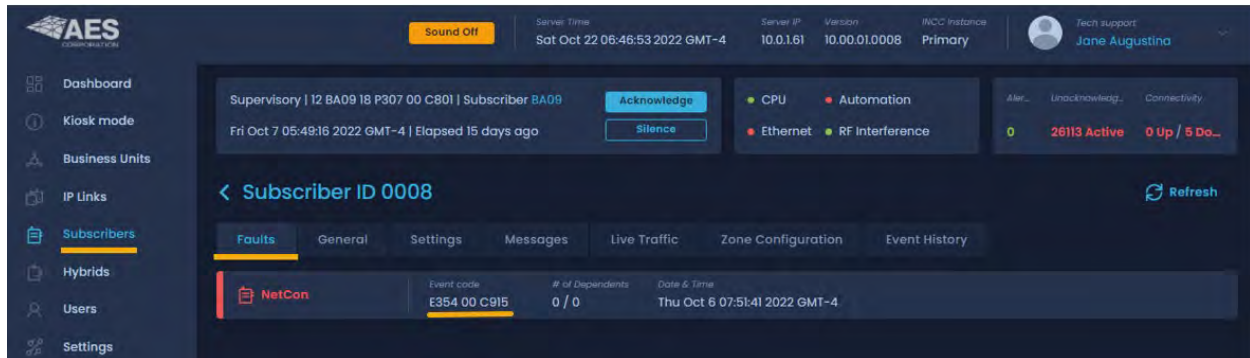 AES
CORPORATION
Sound Off
Server Time
Sat Oct 22 06:46:53 2022 GMT-4
Server IP
10.0.1.61
Version
10.00.01.0008
INCC Instance
Primary
Tech support
Jane Augustina
Dashboard
Kiosk mode
Business Units
IP Links
Subscribers
Hybrids
Users
Settings
Supervisory | 12 BA09 18 P307 00 C801 | Subscriber BA09
Fri Oct 7 05:49:16 2022 GMT-4 | Elapsed 15 days ago
Acknowledge
Silence
CPU
Automation
Ethernet
RF Interference
Aler...
0
Unacknowledg...
26113 Active
Connectivity
0 Up / 5 Do...
Subscriber ID 0008
Refresh
Faults
General
Settings
Messages
Live Traffic
Zone Configuration
Event History
NetCon
Event code
E354 00 C915
# of Dependents
0 / 0
Date & Time
Thu Oct 6 07:51:41 2022 GMT-4